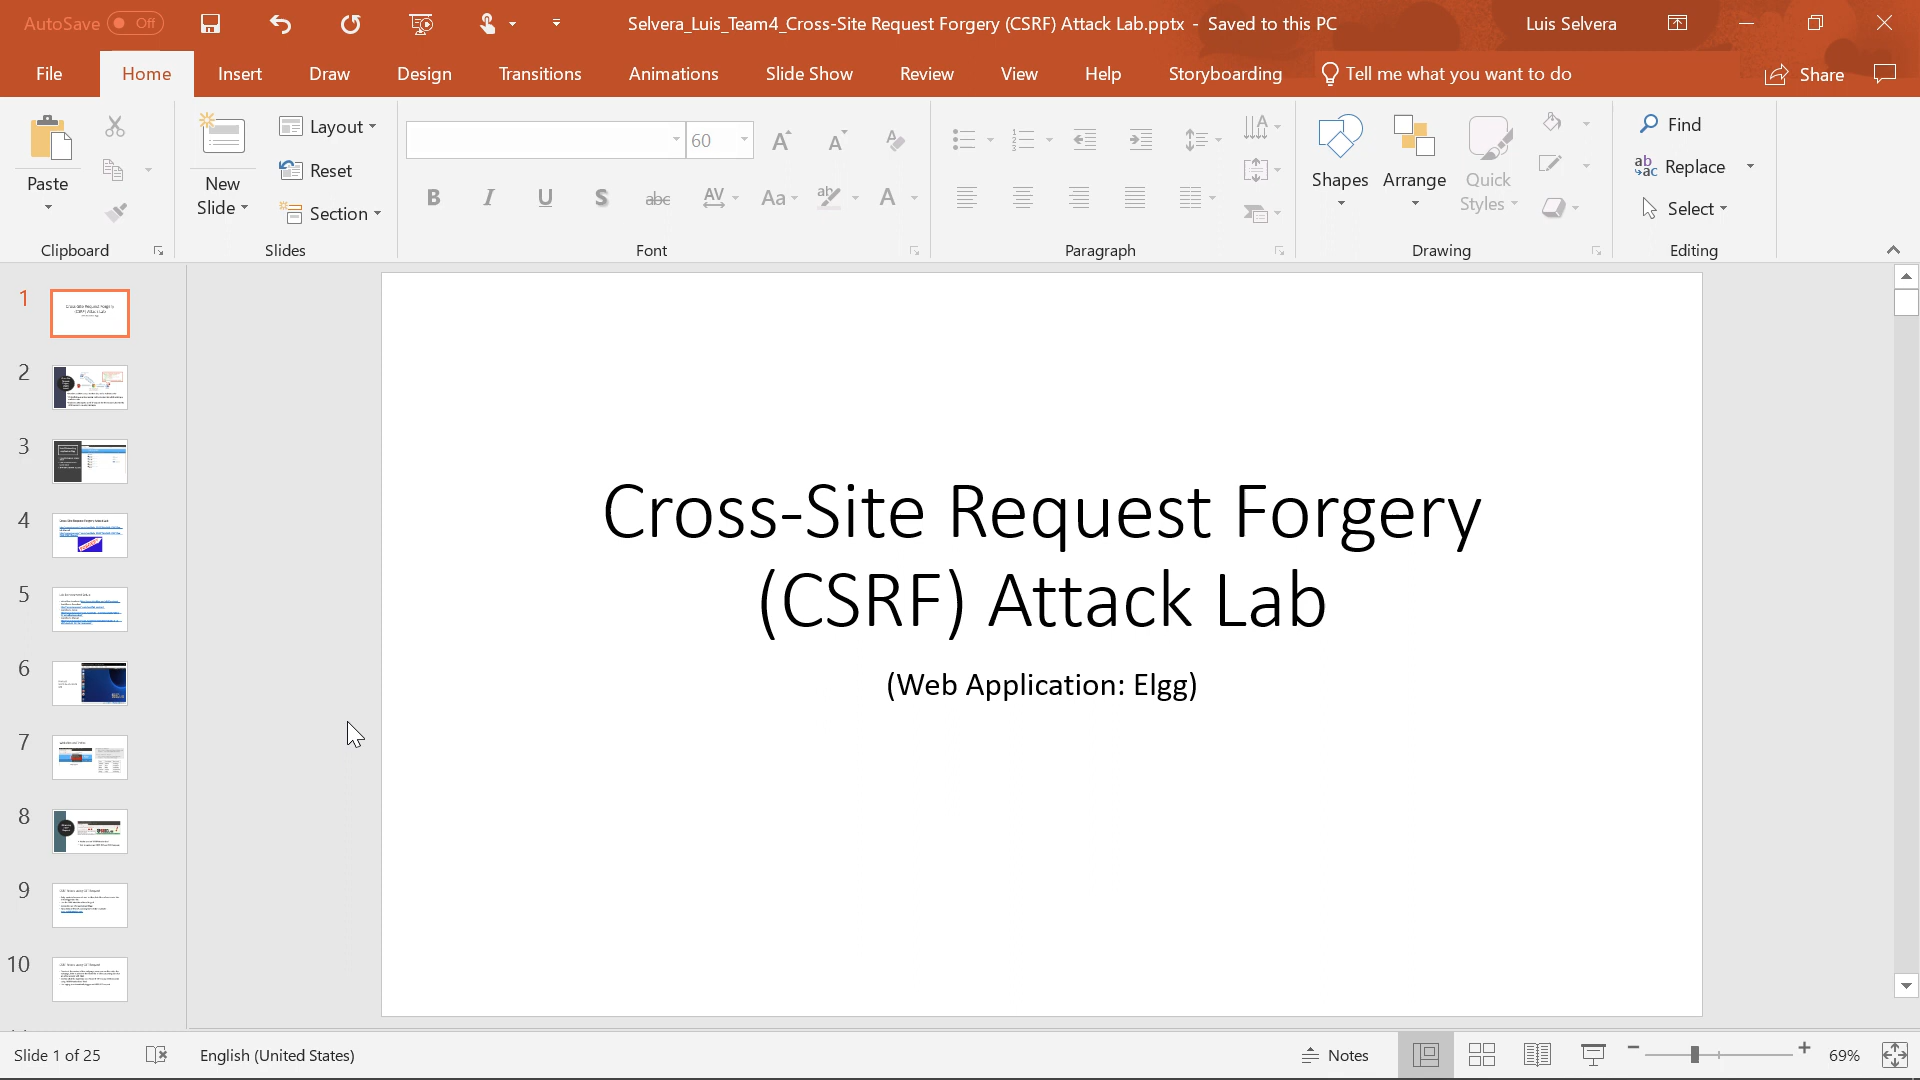 AutoSave Off
Selvera_Luis_Team4_Cross-Site Request Forgery (CSRF) Attack Lab.pptx - Saved to this PC
Luis Selvera
File Home Insert Draw Design Transitions Animations Slide Show Review View Help Storyboarding Tell me what you want to do Share
Paste
Clipboard
New
Slide
Layout
Reset
Section
Slides
60
B I U S abc AV Aa ab A
Font
Paragraph
Shapes
Arrange
Quick
Styles
Drawing
Find
Replace
Select
Editing
1
2
3
4
5
6
7
8
9
10
Cross-Site Request Forgery
(CSRF) Attack Lab
(Web Application: Elgg)
Slide 1 of 25
English (United States)
Notes
69%